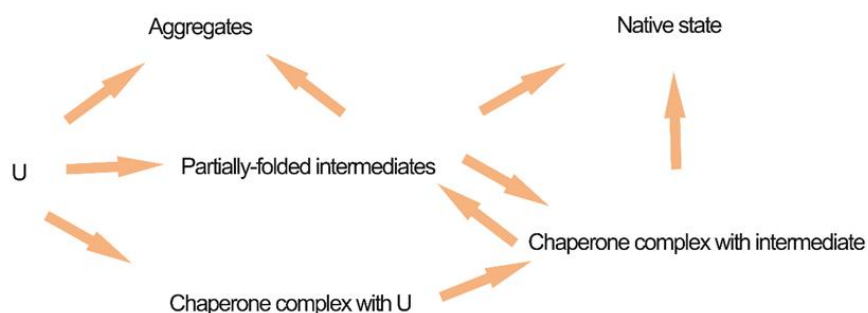 Aggregates
Native state
U
Partially-folded intermediates
Chaperone complex with intermediate
Chaperone complex with U